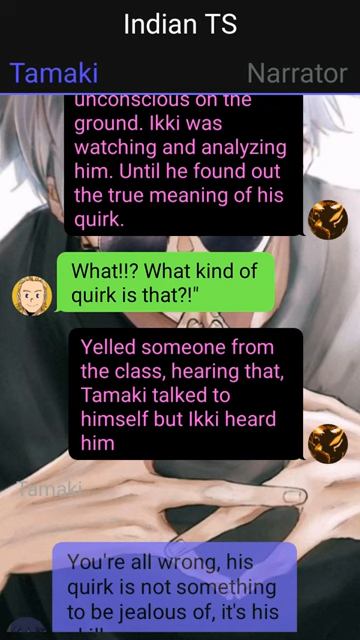 Indian TS
Tamaki
Narrator
unconscious on the
ground. Ikki was
watching and analyzing
him. Until he found out
the true meaning of his
quirk.
What!!? What kind of
quirk is that?!"
Yelled someone from
the class, hearing that,
Tamaki talked to
himself but Ikki heard
him
Tamaki
You're all wrong, his
quirk is not something
to be jealous of, it's his